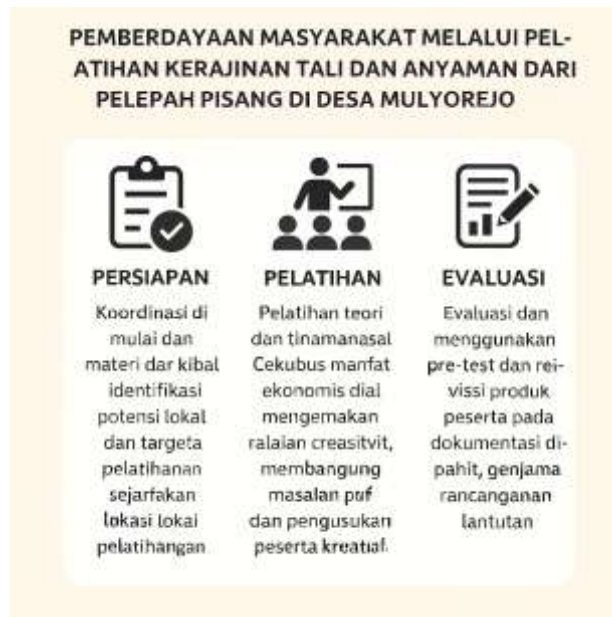 PEMBERDAYAAN MASYARAKAT MELALUI PEL-
ATIHAN KERAJINAN TALI DAN ANYAMAN DARI
PELEPAH PISANG DI DESA MULYOREJO
PERSIAPAN
Koordinasi di
mulai dan
materi dar kibal
identifikasi
potensi lokal
dan targeta
pelatihanan
sejarfakan
lokasi lokai
pelatihangan
PELATIHAN
Pelatihan teori
dan tinamanasal
Cekubus manfat
ekonomis dial
mengemakan
ralalan creasitvit,
membangung
masalan puf
dan pengusukan
peserta kreatiaf.
EVALUASI
Evaluasi dan
menggunakan
pre-test dan rei-
vissi produk
peserta pada
dokumentasi di-
pahit, genjama
rancanganan
lantutan